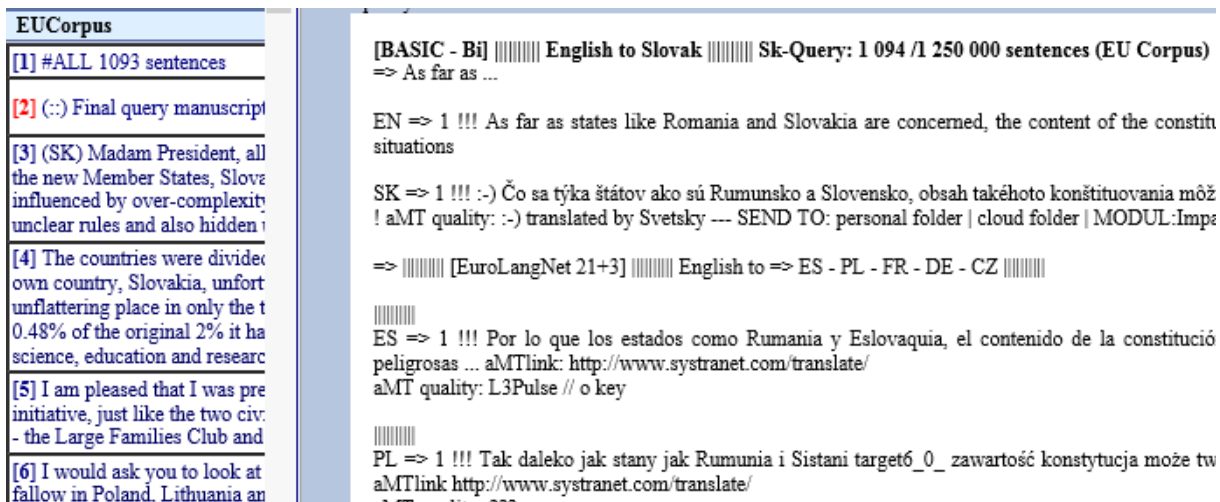 EUCorpus
[1] #ALL 1093 sentences
[2] (::) Final query manuscript
[3] (SK) Madam President, all
the new Member States, Slova
influenced by over-complexity
unclear rules and also hidden
[4] The countries were divided
own country, Slovakia, unfort
unflattering place in only the t
0.48% of the original 2% it ha
science, education and researc
[5] I am pleased that I was pre
initiative, just like the two civ
- the Large Families Club and
[6] I would ask you to look at
fallow in Poland, Lithuania an
[BASIC - Bi] |||||||||| English to Slovak |||||||||| Sk-Query: 1 094 /1 250 000 sentences (EU Corpus)
=> As far as ...
EN => 1 !!! As far as states like Romania and Slovakia are concerned, the content of the constitu
situations
SK => 1 !!! :-) Čo sa týka štátov ako sú Rumunsko a Slovensko, obsah takéhoto konštituovania môž
! aMT quality: :-) translated by Svetsky --- SEND TO: personal folder | cloud folder | MODUL:Impa
=> |||||||||| [EuroLangNet 21+3] |||||||||| English to => ES - PL - FR - DE - CZ ||||||||||
||||||||||
ES => 1 !!! Por lo que los estados como Rumania y Eslovaquia, el contenido de la constitució
peligrosas ... aMTlink: http://www.systranet.com/translate/
aMT quality: L3Pulse // o key
||||||||||
PL => 1 !!! Tak daleko jak stany jak Rumunia i Sistani target6_0_ zawartość konstytucja może tw
aMTlink http://www.systranet.com/translate/